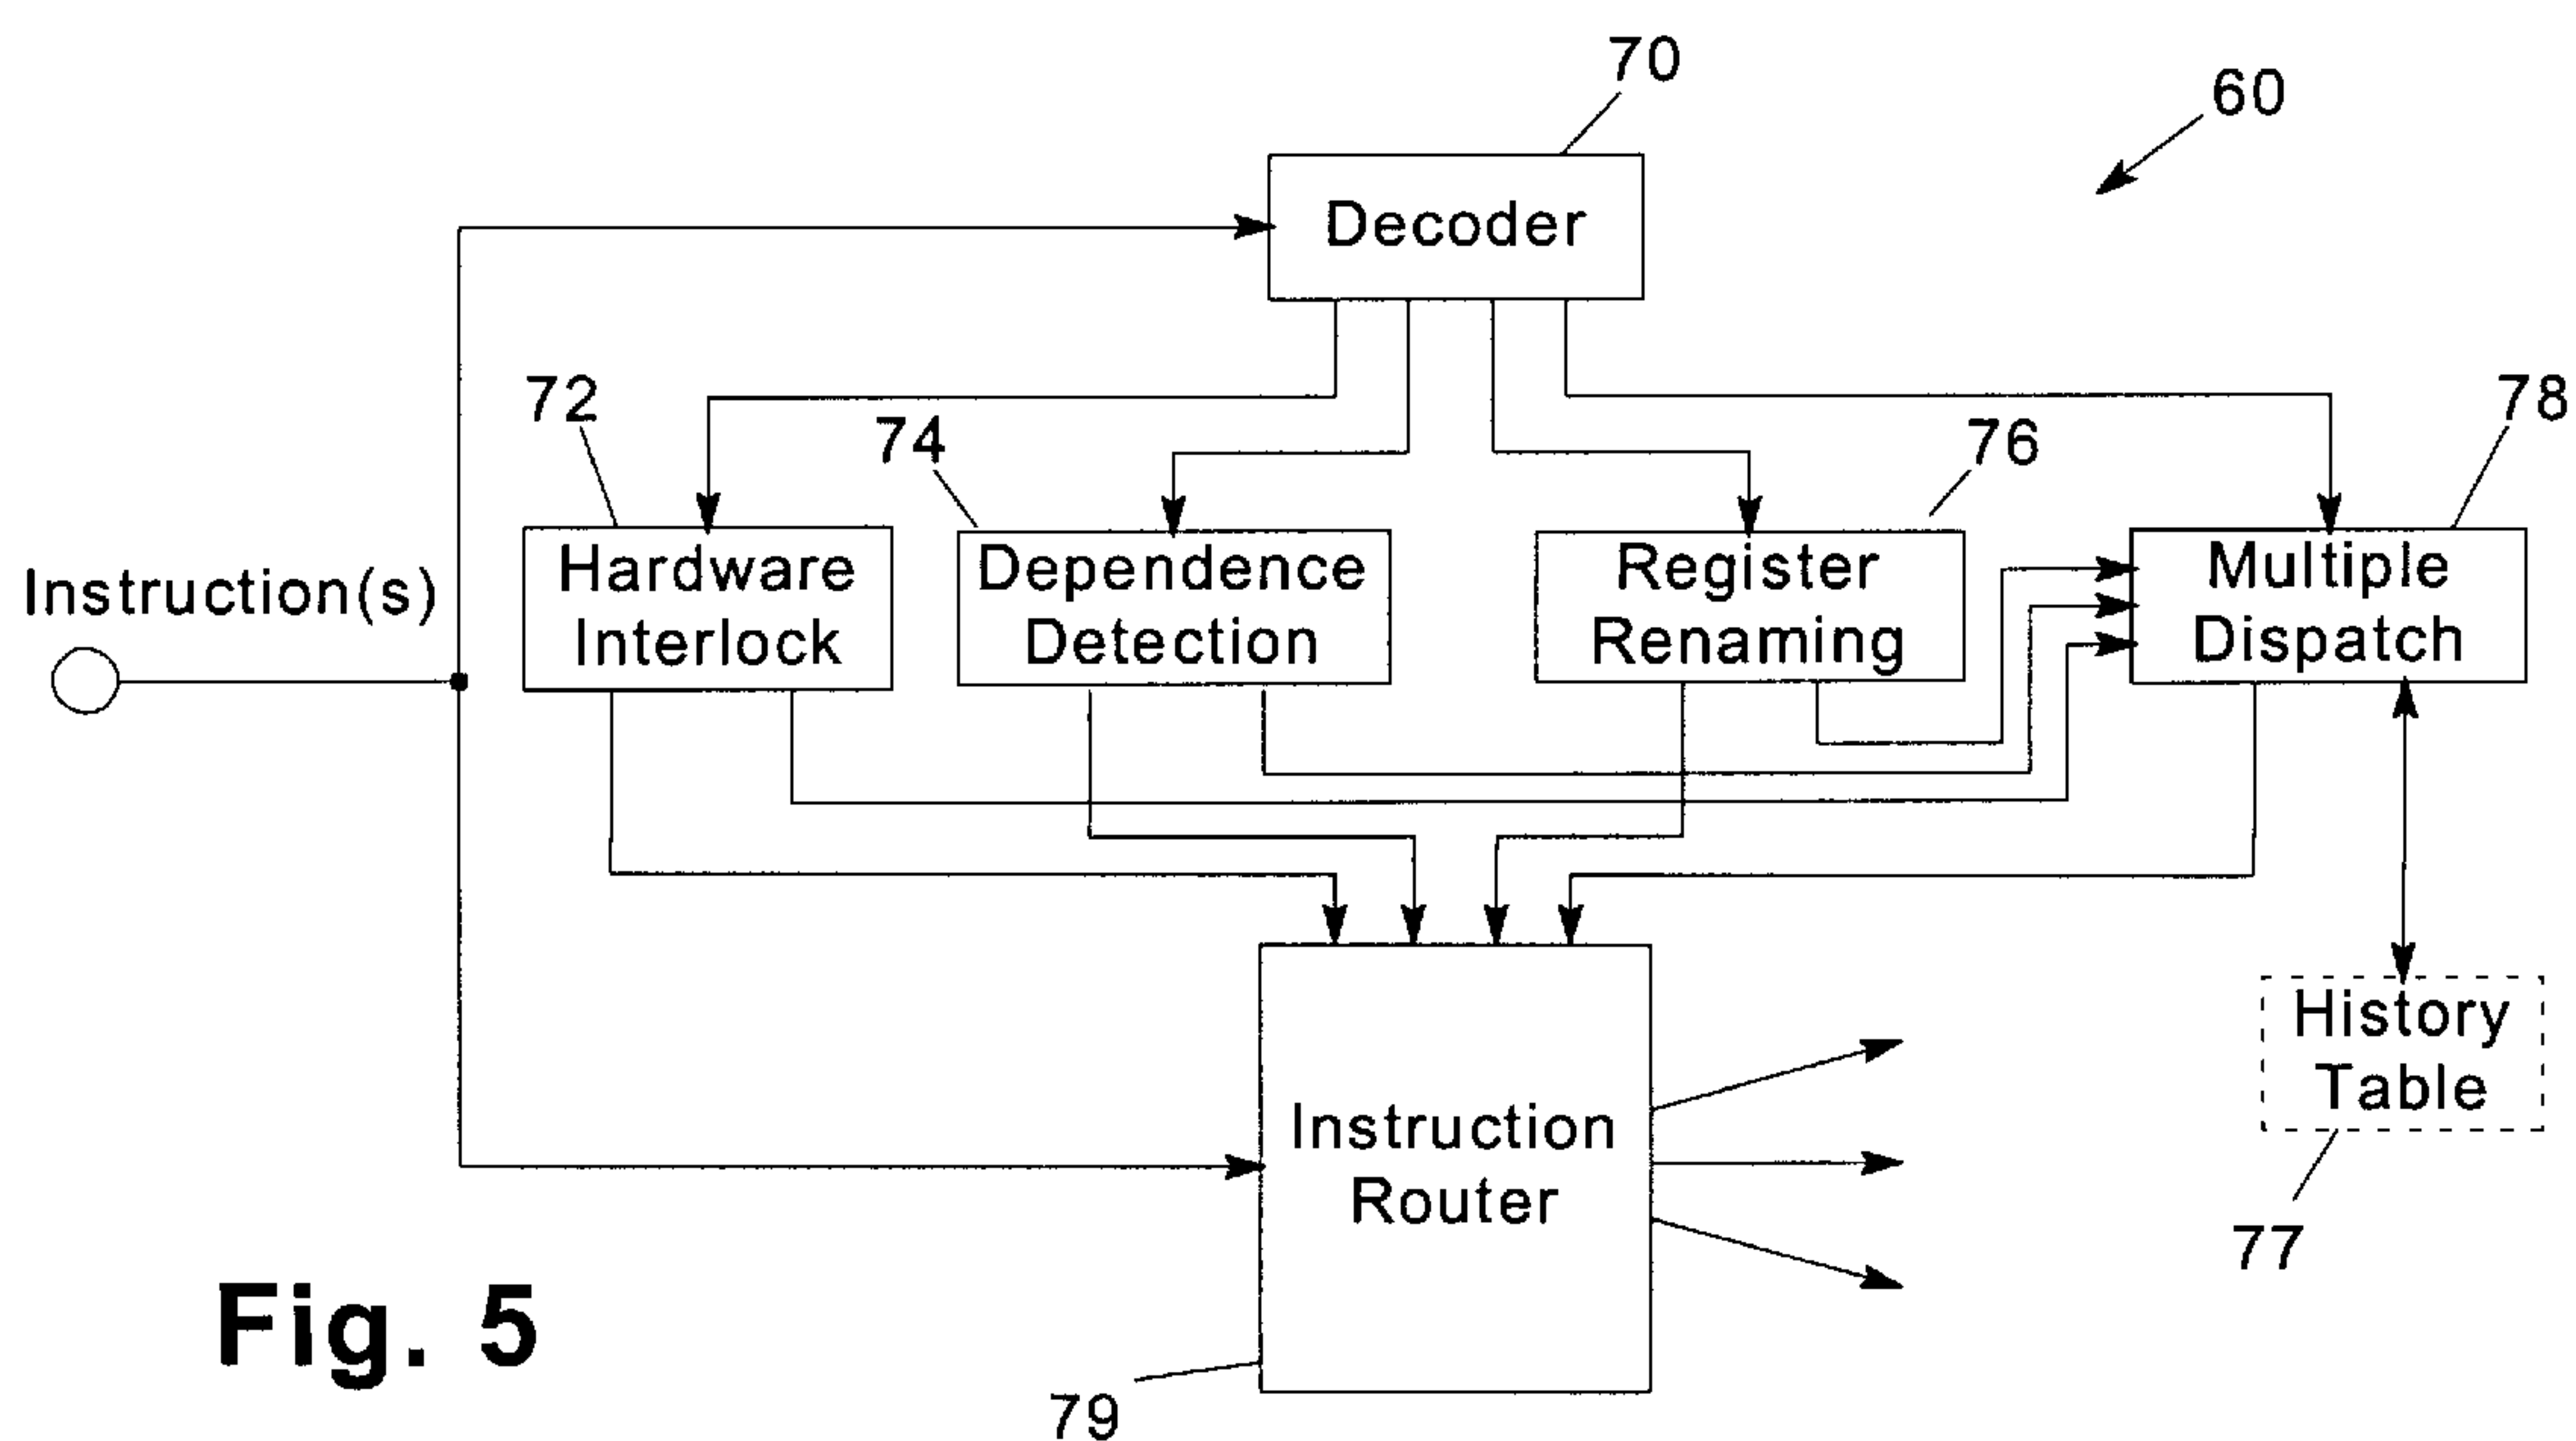 70
60
Decoder
72
74
76
78
Instruction(s)
Hardware
Interlock
Dependence
Detection
Register
Renaming
Multiple
Dispatch
History
Table
Instruction
Router
77
79
Fig. 5